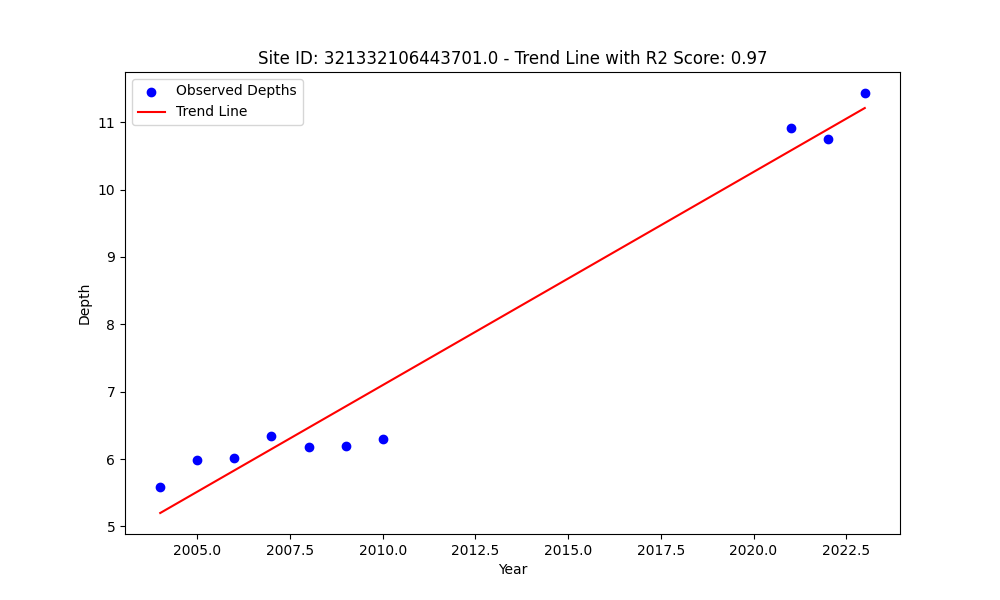 Site ID: 321332106443701.0 - Trend Line with R2 Score: 0.97
Observed Depths
Trend Line
11
10
9
8
7
6
5
Depth
2005.0 2007.5 2010.0 2012.5 2015.0 2017.5 2020.0 2022.5
Year